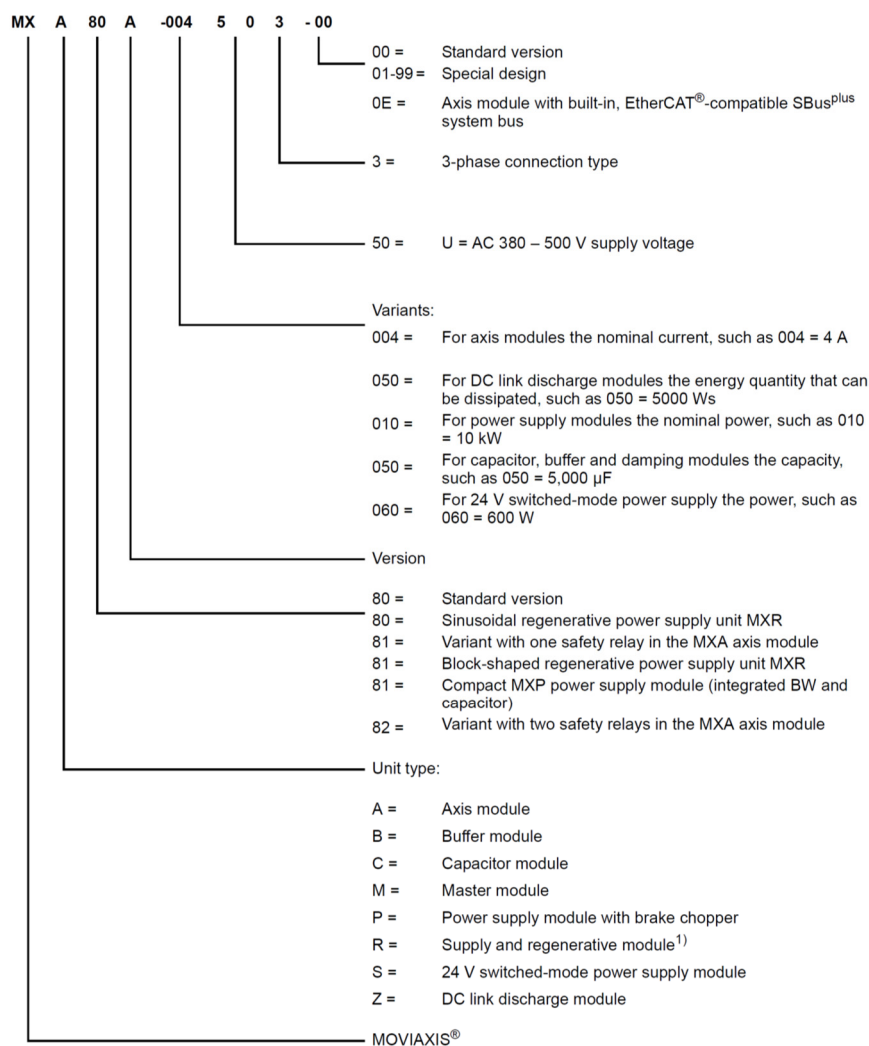 MX A 80 A -004 5 0 3 - 00
00 = Standard version
01-99 = Special design
0E = Axis module with built-in, EtherCAT®-compatible SBusplus
system bus
3 = 3-phase connection type
50 = U = AC 380 – 500 V supply voltage
Variants:
004 = For axis modules the nominal current, such as 004 = 4 A
050 = For DC link discharge modules the energy quantity that can
be dissipated, such as 050 = 5000 Ws
010 = For power supply modules the nominal power, such as 010
= 10 kW
050 = For capacitor, buffer and damping modules the capacity,
such as 050 = 5,000 µF
060 = For 24 V switched-mode power supply the power, such as
060 = 600 W
Version
80 = Standard version
80 = Sinusoidal regenerative power supply unit MXR
81 = Variant with one safety relay in the MXA axis module
81 = Block-shaped regenerative power supply unit MXR
81 = Compact MXP power supply module (integrated BW and
capacitor)
82 = Variant with two safety relays in the MXA axis module
Unit type:
A = Axis module
B = Buffer module
C = Capacitor module
M = Master module
P = Power supply module with brake chopper
R = Supply and regenerative module1)
S = 24 V switched-mode power supply module
Z = DC link discharge module
MOVIAXIS®